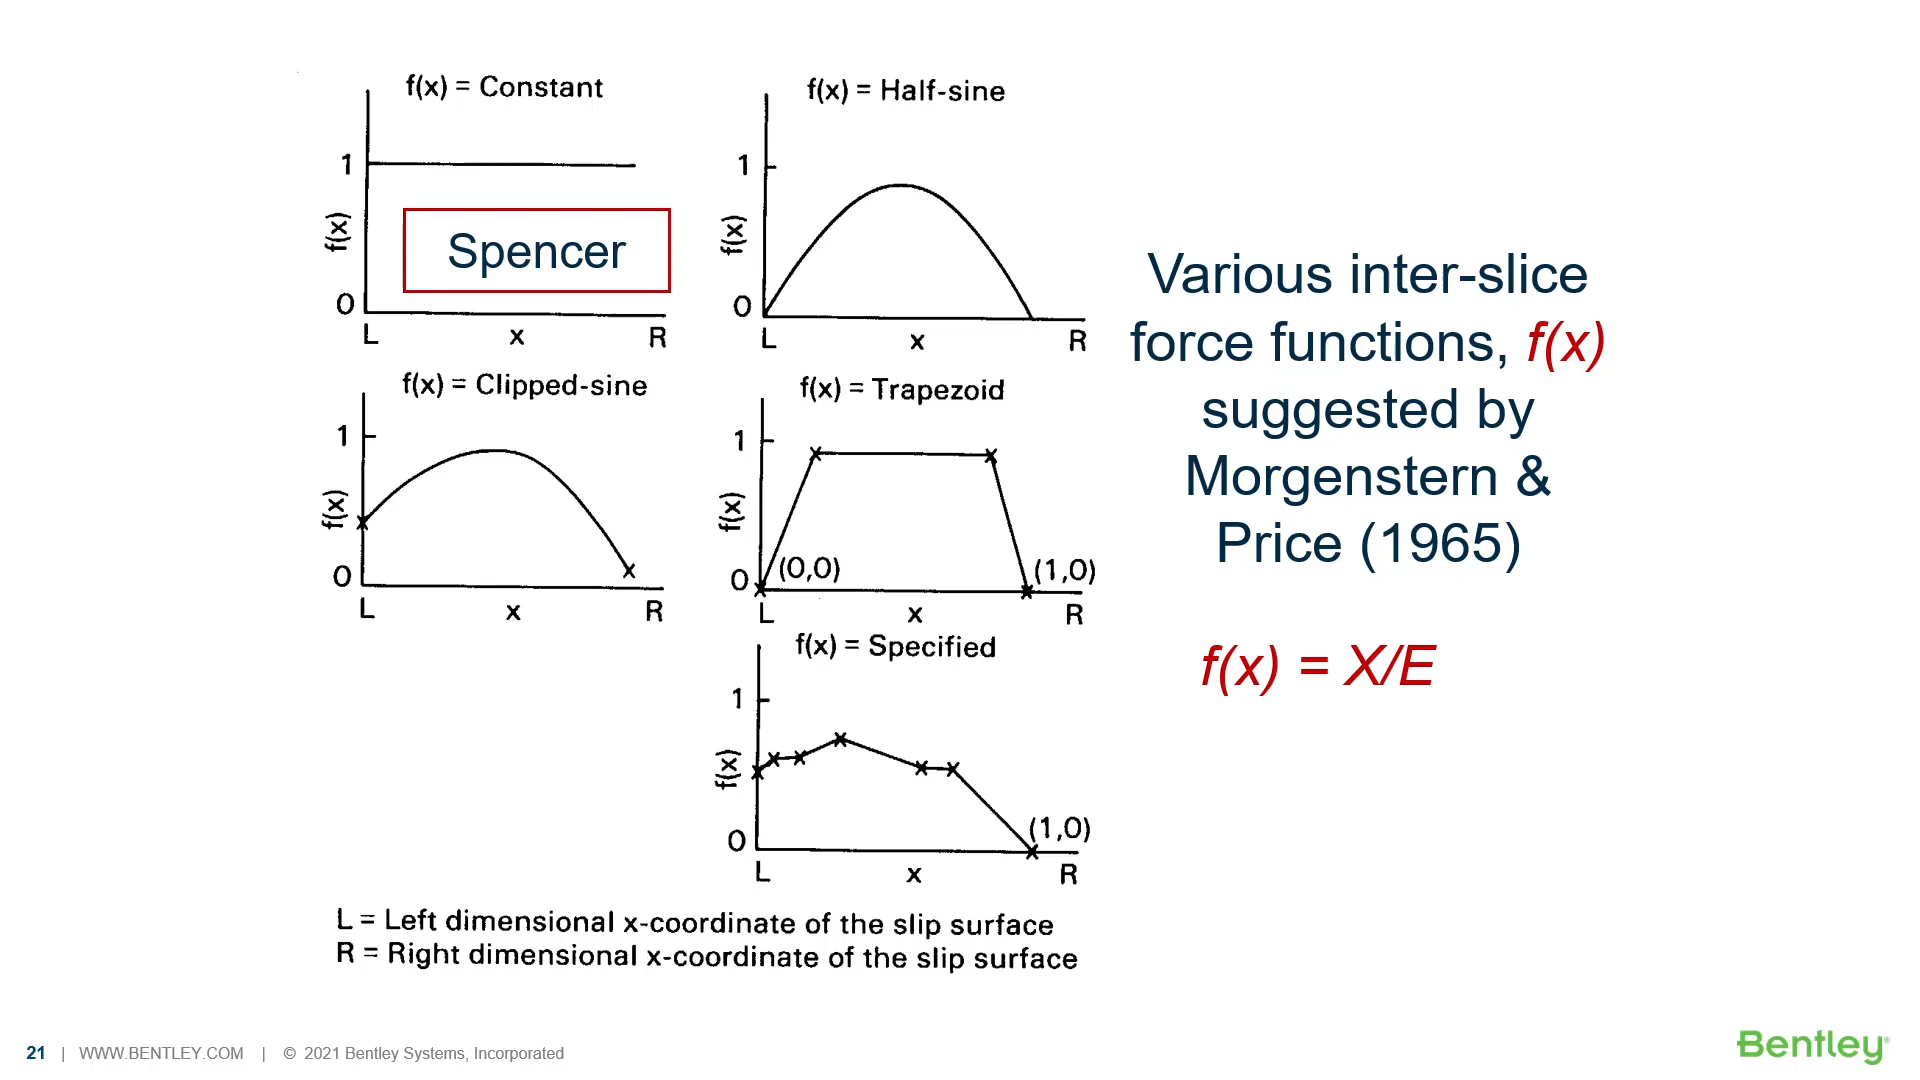 f(x) = Constant
1
f(x)
0
L
x
R
Spencer
f(x) = Half-sine
1
f(x)
0
L
x
R
f(x) = Clipped-sine
1
f(x)
0
L
x
R
f(x) = Trapezoid
1
f(x)
0
(0,0)
(1,0)
L
x
R
f(x) = Specified
1
f(x)
0
(1,0)
L
x
R
L = Left dimensional x-coordinate of the slip surface
R = Right dimensional x-coordinate of the slip surface
Various inter-slice
force functions, f(x)
suggested by
Morgenstern &
Price (1965)
f(x) = X/E
21 | WWW.BENTLEY.COM | © 2021 Bentley Systems, Incorporated
Bentley®